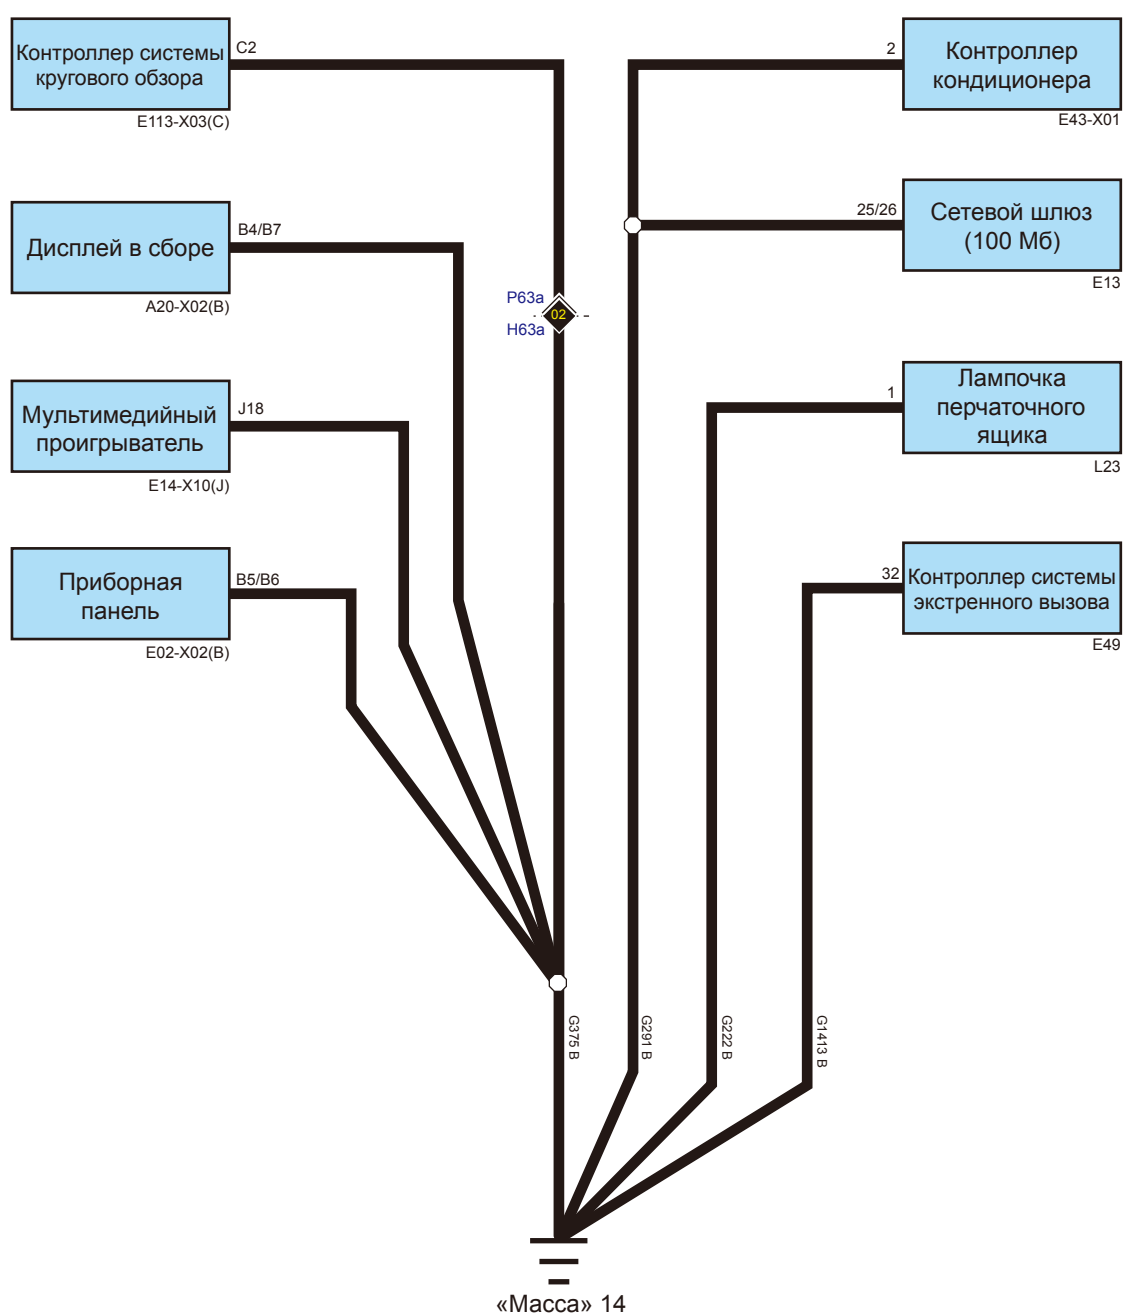 Контроллер системы
кругового обзора
C2
E113-X03(C)
Дисплей в сборе
B4/B7
A20-X02(B)
Мультимедийный
проигрыватель
J18
E14-X10(J)
Приборная
панель
B5/B6
E02-X02(B)
P63a
02
H63a
2
Контроллер
кондиционера
E43-X01
25/26
Сетевой шлюз
(100 Мб)
E13
1
Лампочка
перчаточного
ящика
L23
32
Контроллер системы
экстренного вызова
E49
G375 B
G291 B
G222 B
G1413 B
«Масса» 14